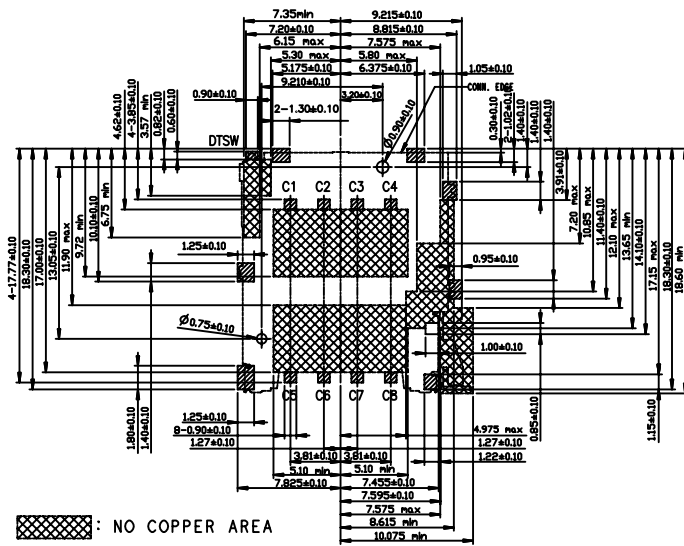 7.35min
9.215±0.10
7.20±0.10
8.815±0.10
6.15 max
7.575 max
5.30 max
5.80 max
5.175±0.10
6.375±0.10
1.05±0.10
9.210±0.10
0.90±0.10
3.20±0.10
CONN. EDGE
2-1.30±0.10
Ø0.90±0.10
4.62±0.10
4-3.85±0.10
3.57 min
0.82±0.10
0.60±0.10
DTSW
0.30±0.10
2-1.02±0.10
1.40±0.10
1.40±0.10
1.40±0.10
3.91±0.10
C1
C2
C3
C4
4-17.77±0.10
18.30±0.10
17.00±0.10
13.05±0.10
11.90 max
9.72 min
10.10±0.10
6.75 min
1.25±0.10
7.20 max
10.85 max
11.40±0.10
12.10 max
13.65 min
14.10±0.10
17.15 max
18.30±0.10
18.60 min
0.95±0.10
Ø0.75±0.10
1.00±0.10
C5
C6
C7
C8
1.80±0.10
1.40±0.10
1.25±0.10
8-0.90±0.10
1.27±0.10
4.975 max
1.27±0.10
1.22±0.10
0.85±0.10
1.15±0.10
3.81±0.10
3.81±0.10
5.10 min
5.10 min
7.825±0.10
7.455±0.10
7.595±0.10
7.575 max
8.615 min
10.075 min
: NO COPPER AREA